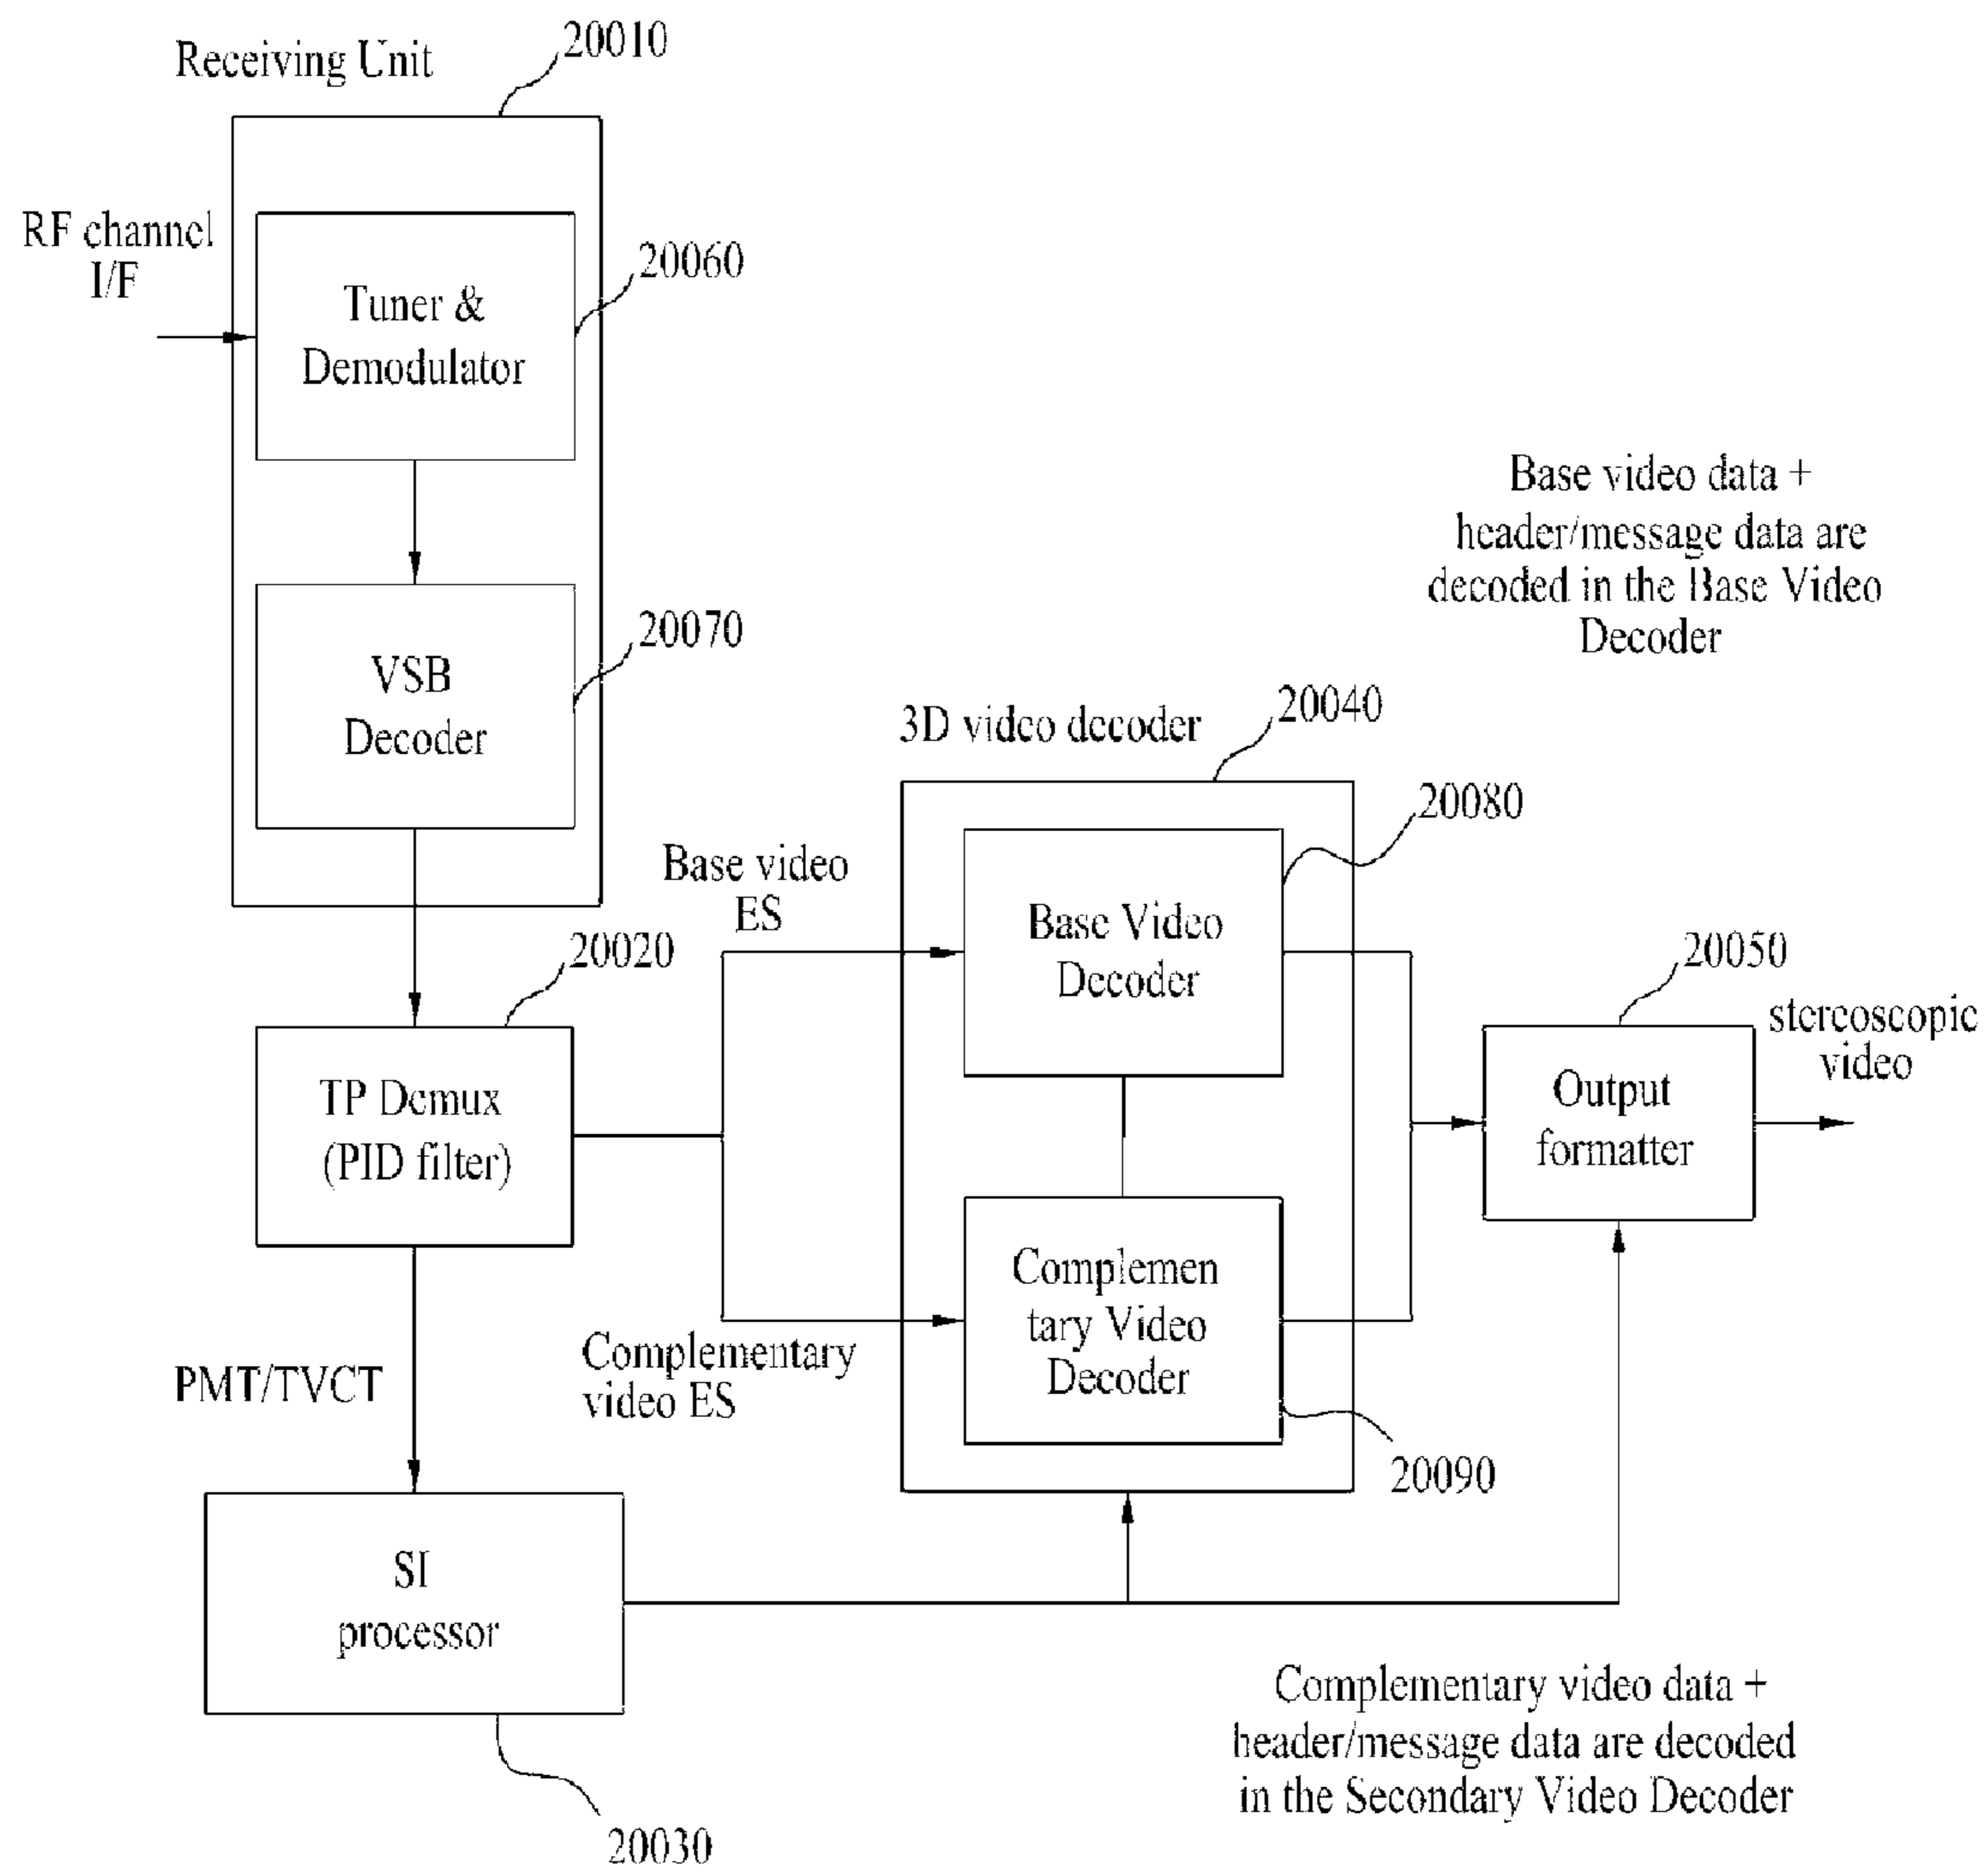 Receiving Unit
20010
RF channel
I/F
Tuner &
Demodulator
20060
VSB
Decoder
20070
Base video data +
header/message data are
decoded in the Base Video
Decoder
3D video decoder
20040
20080
Base video
ES
Base Video
Decoder
20020
TP Demux
(PID filter)
20050
stereoscopic
video
Output
formatter
Complemen
tary Video
Decoder
Complementary
video ES
20090
PMT/TVCT
SI
processor
20030
Complementary video data +
header/message data are decoded
in the Secondary Video Decoder